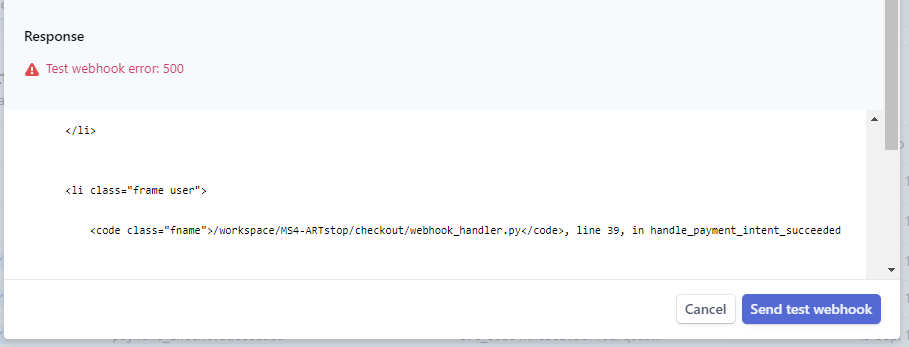 Response
Test webhook error: 500
</li>
<li class="frame user">
<code class="fname">/workspace/MS4-ARTstop/checkout/webhook_handler.py</code>, line 39, in handle_payment_intent_succeeded
Cancel
Send test webhook